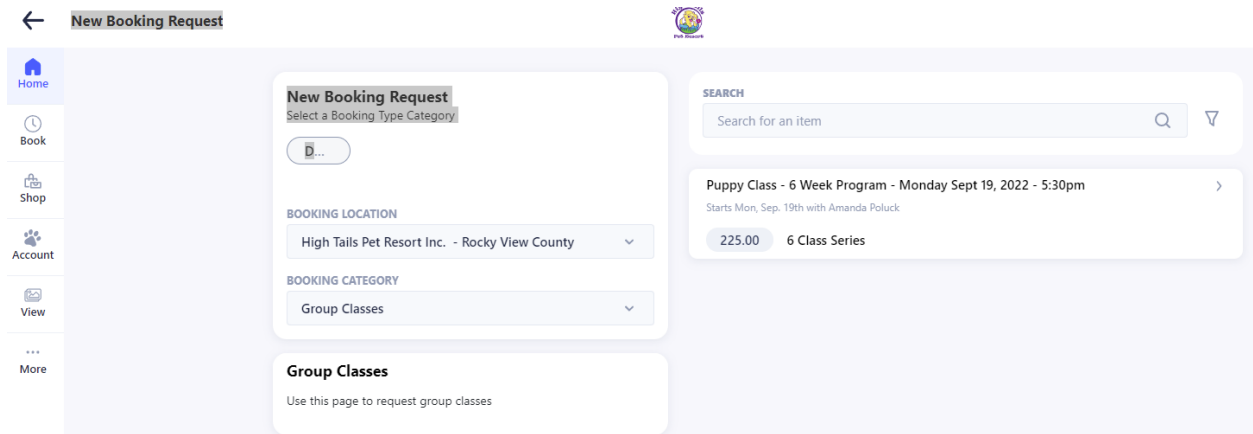 New Booking Request
Pet Resort
Home
Book
Shop
Account
View
More
New Booking Request
Select a Booking Type Category
D...
BOOKING LOCATION
High Tails Pet Resort Inc. - Rocky View County
BOOKING CATEGORY
Group Classes
Group Classes
Use this page to request group classes
SEARCH
Search for an item
Puppy Class - 6 Week Program - Monday Sept 19, 2022 - 5:30pm
Starts Mon, Sep. 19th with Amanda Poluck
225.00 6 Class Series